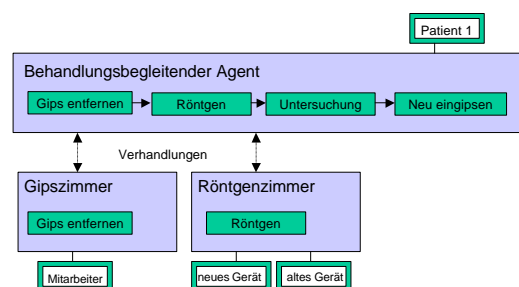 Patient 1
Behandlungsbegleitender Agent
Gips entfernen
Röntgen
Untersuchung
Neu eingipsen
Verhandlungen
Gipszimmer
Röntgenzimmer
Gips entfernen
Röntgen
Mitarbeiter
neues Gerät
altes Gerät